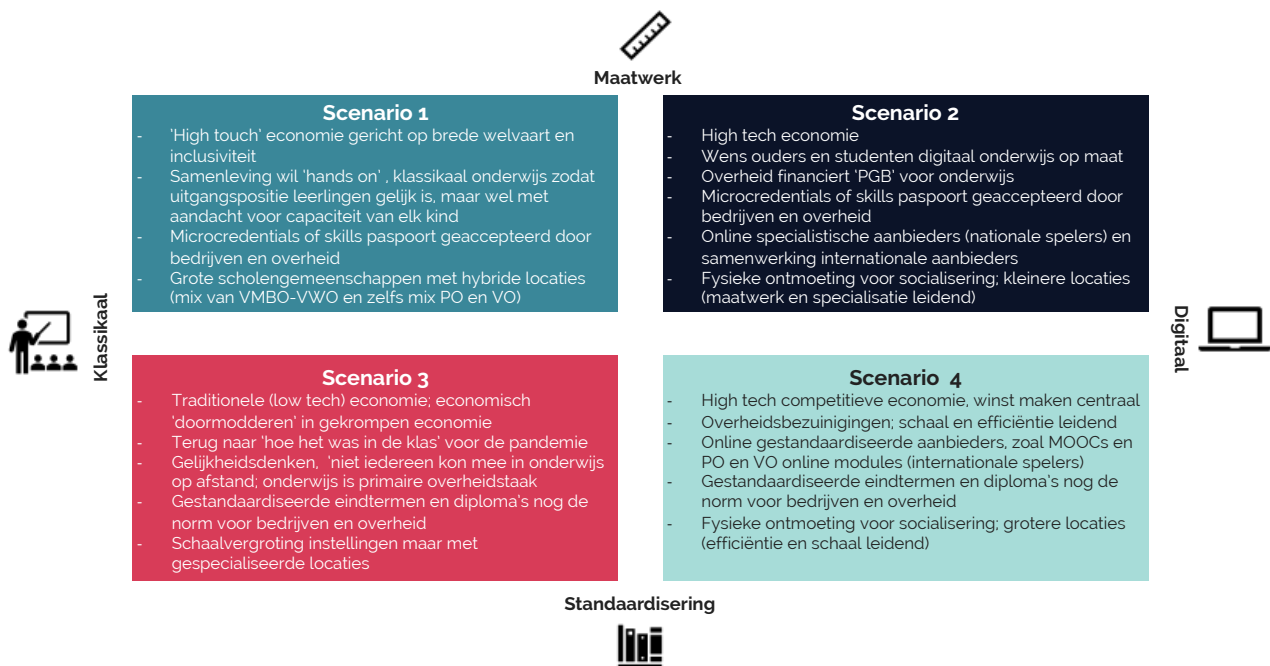 Maatwerk
Scenario 1
- 'High touch' economie gericht op brede welvaart en
inclusiviteit
- Samenleving wil 'hands on' , klassikaal onderwijs zodat
uitgangspositie leerlingen gelijk is, maar wel met
aandacht voor capaciteit van elk kind
- Microcredentials of skills paspoort geaccepteerd door
bedrijven en overheid
- Grote scholengemeenschappen met hybride locaties
(mix van VMBO-VWO en zelfs mix PO en VO)
Scenario 2
- High tech economie
- Wens ouders en studenten digitaal onderwijs op maat
- Overheid financiert 'PGB' voor onderwijs
- Microcredentials of skills paspoort geaccepteerd door
bedrijven en overheid
- Online specialistische aanbieders (nationale spelers) en
samenwerking internationale aanbieders
- Fysieke ontmoeting voor socialisering; kleinere locaties
(maatwerk en specialisatie leidend)
Klassikaal
Digitaal
Scenario 3
- Traditionele (low tech) economie; economisch
'doormodderen' in gekrompen economie
- Terug naar 'hoe het was in de klas' voor de pandemie
- Gelijkheidsdenken, 'niet iedereen kon mee in onderwijs
op afstand; onderwijs is primaire overheidstaak
- Gestandaardiseerde eindtermen en diploma's nog de
norm voor bedrijven en overheid
- Schaalvergroting instellingen maar met
gespecialiseerde locaties
Scenario 4
- High tech competitieve economie, winst maken centraal
- Overheidsbezuinigingen; schaal en efficiëntie leidend
- Online gestandaardiseerde aanbieders, zoal MOOCs en
PO en VO online modules (internationale spelers)
- Gestandaardiseerde eindtermen en diploma's nog de
norm voor bedrijven en overheid
- Fysieke ontmoeting voor socialisering; grotere locaties
(efficiëntie en schaal leidend)
Standaardisering